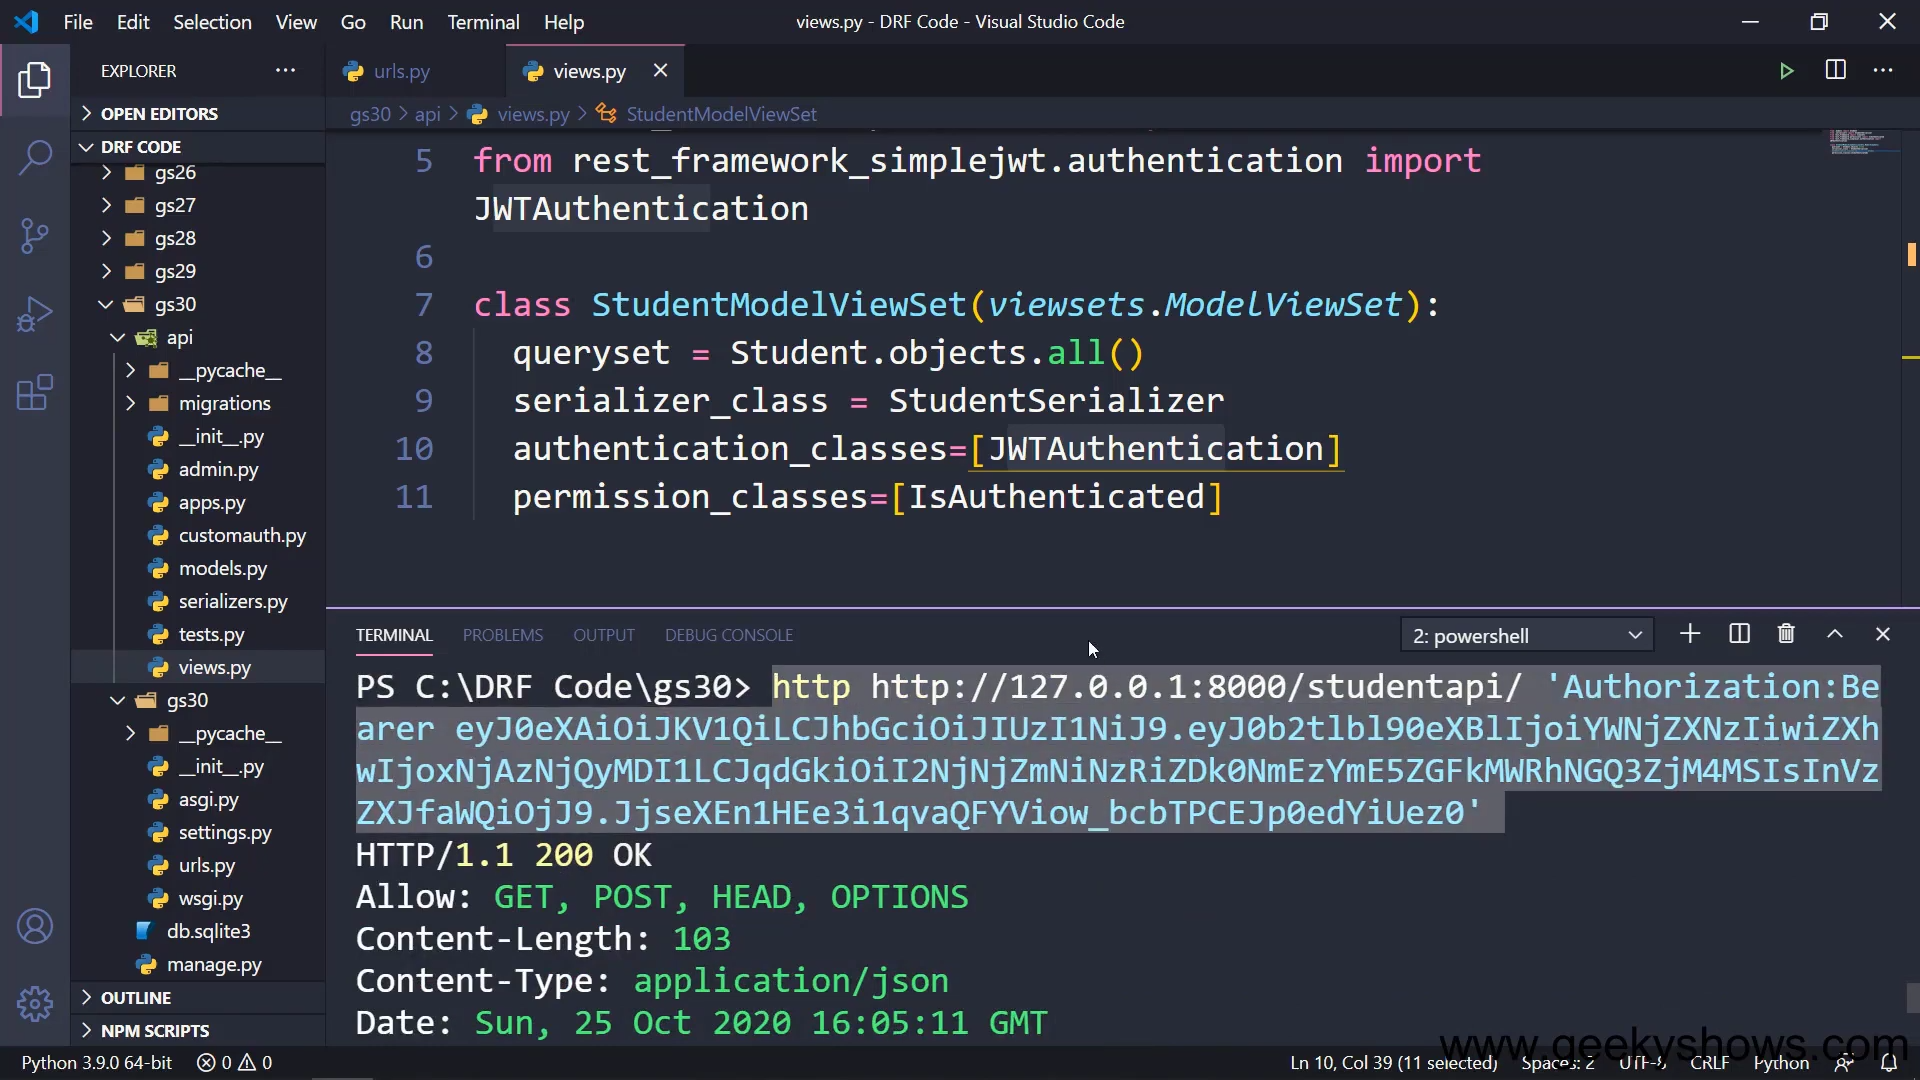 File Edit Selection View Go Run Terminal Help
views.py - DRF Code - Visual Studio Code
EXPLORER
OPEN EDITORS
DRF CODE
gs26
gs27
gs28
gs29
gs30
api
__pycache__
migrations
__init__.py
admin.py
apps.py
customauth.py
models.py
serializers.py
tests.py
views.py
gs30
__pycache__
__init__.py
asgi.py
settings.py
urls.py
wsgi.py
db.sqlite3
manage.py
OUTLINE
NPM SCRIPTS
urls.py views.py
gs30 > api > views.py > StudentModelViewSet
5 from rest_framework_simplejwt.authentication import
JWTAuthentication
6
7 class StudentModelViewSet(viewsets.ModelViewSet):
8 queryset = Student.objects.all()
9 serializer_class = StudentSerializer
10 authentication_classes=[JWTAuthentication]
11 permission_classes=[IsAuthenticated]
TERMINAL PROBLEMS OUTPUT DEBUG CONSOLE
2: powershell
PS C:\DRF Code\gs30> http http://127.0.0.1:8000/studentapi/ 'Authorization:Be
arer eyJ0eXAiOiJKV1QiLCJhbGciOiJIUzI1NiJ9.eyJ0b2tlbl90eXBlIjoiYWNjZXNzIiwiZXh
wIjoxNjAzNjQyMDI1LCJqdGkiOiI2NjNjZmNiNzRiZDk0NmEzYmE5ZGFkMWRhNGQ3ZjM4MSIsInVz
ZXJfaWQiOjJ9.JjseXEn1HEe3i1qvaQFYViow_bcbTPCEJp0edYiUez0'
HTTP/1.1 200 OK
Allow: GET, POST, HEAD, OPTIONS
Content-Length: 103
Content-Type: application/json
Date: Sun, 25 Oct 2020 16:05:11 GMT
www.geekyshows.com
Python 3.9.0 64-bit 0 0
Ln 10, Col 39 (11 selected) Spaces: 2 UTF-8 CRLF Python